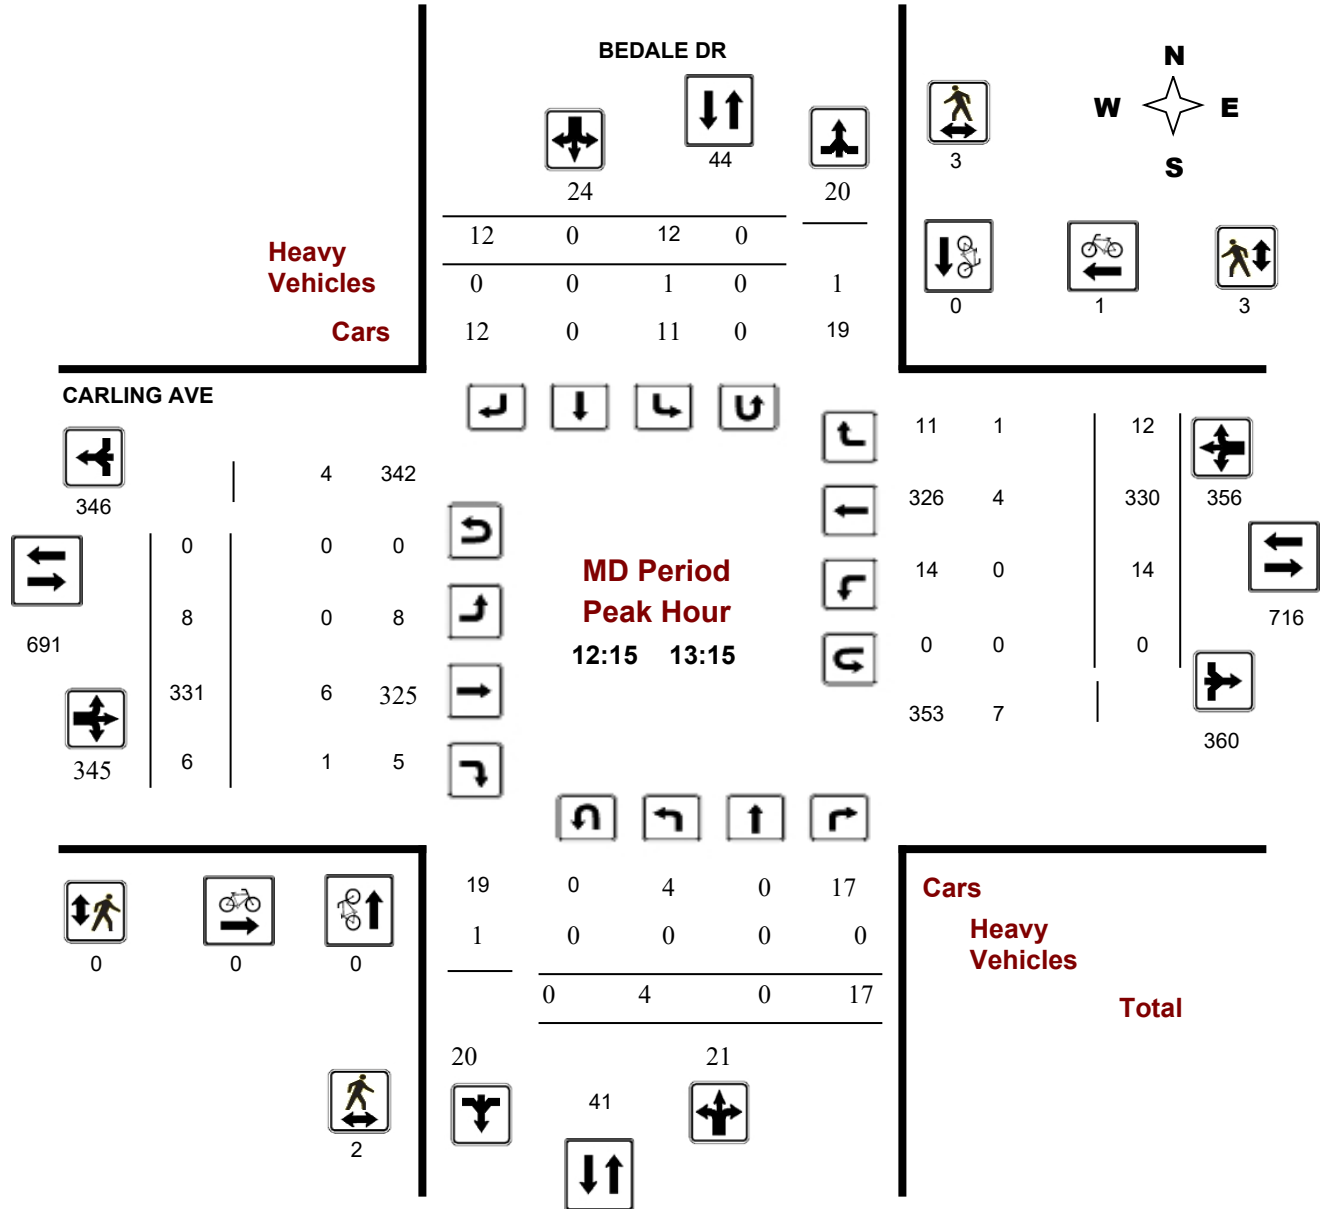 BEDALE DR
N
W E
S
44
3
24 20
12 0 12 0
Heavy
Vehicles
0 0 1 0 1
0 1 3
Cars
12 0 11 0 19
CARLING AVE
11 1 12
4 342
346
326 4 330 356
0 0 0
MD Period
Peak Hour
14 0 14
8 0 8
716
691
12:15 13:15
0 0 0
331 6 325
353 7
360
345 6 1 5
19 0 4 0 17
Cars
1 0 0 0 0
Heavy
Vehicles
0 0 0
0 4 0 17
Total
20 21
41
2